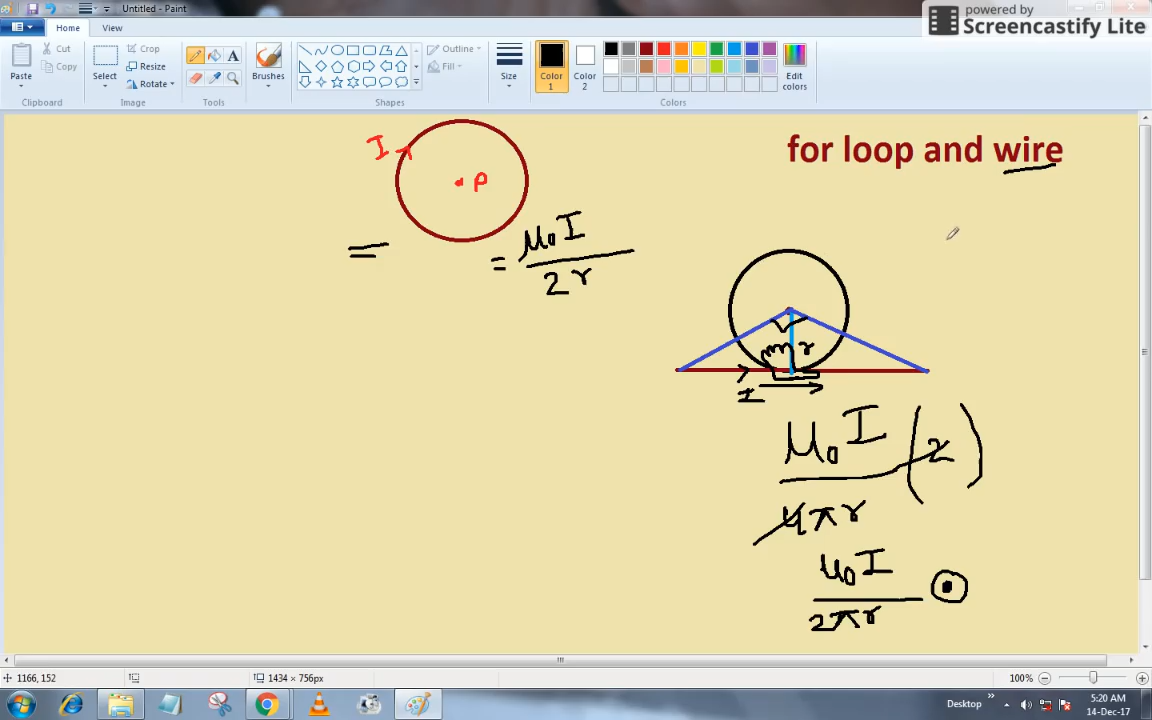 Untitled - Paint
powered by
Screencastify Lite
Home View
Paste
Cut
Copy
Clipboard
Select
Crop
Resize
Rotate
Image
A
Tools
Brushes
Outline
Fill
Shapes
Size
Color 1
Color 2
Edit colors
Colors
for loop and wire
I
P
=
= μ₀I
2r
r
I
μ₀I (2)
4πr
μ₀I
2πr
1166, 152
1434 × 756px
100%
Desktop
5:20 AM
14-Dec-17